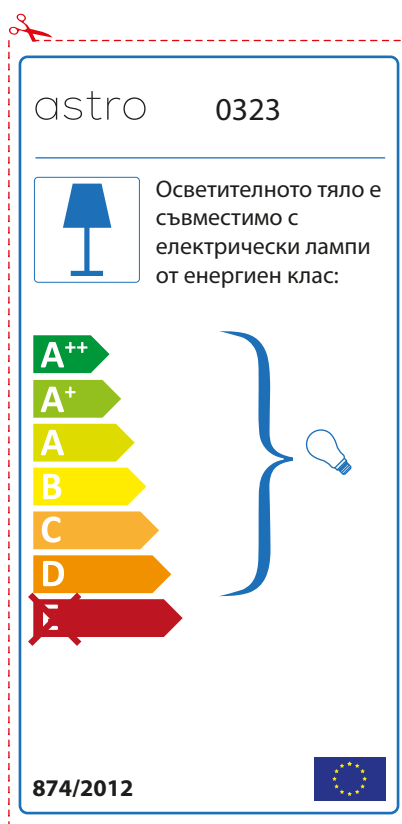 astro 0323
Осветителното тяло е
съвместимо с
електрически лампи
от енергиен клас:
A++
A+
A
B
C
D
E
874/2012